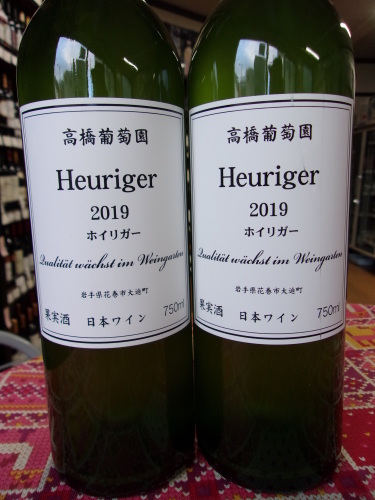 高橋葡萄園
Heuriger
2019
ホイリガー
Qualität wächst im Weingarten
岩手県花巻市大迫町
果実酒 日本ワイン 750ml
高橋葡萄園
Heuriger
2019
ホイリガー
Qualität wächst im Weingarten
岩手県花巻市大迫町
果実酒 日本ワイン 750ml